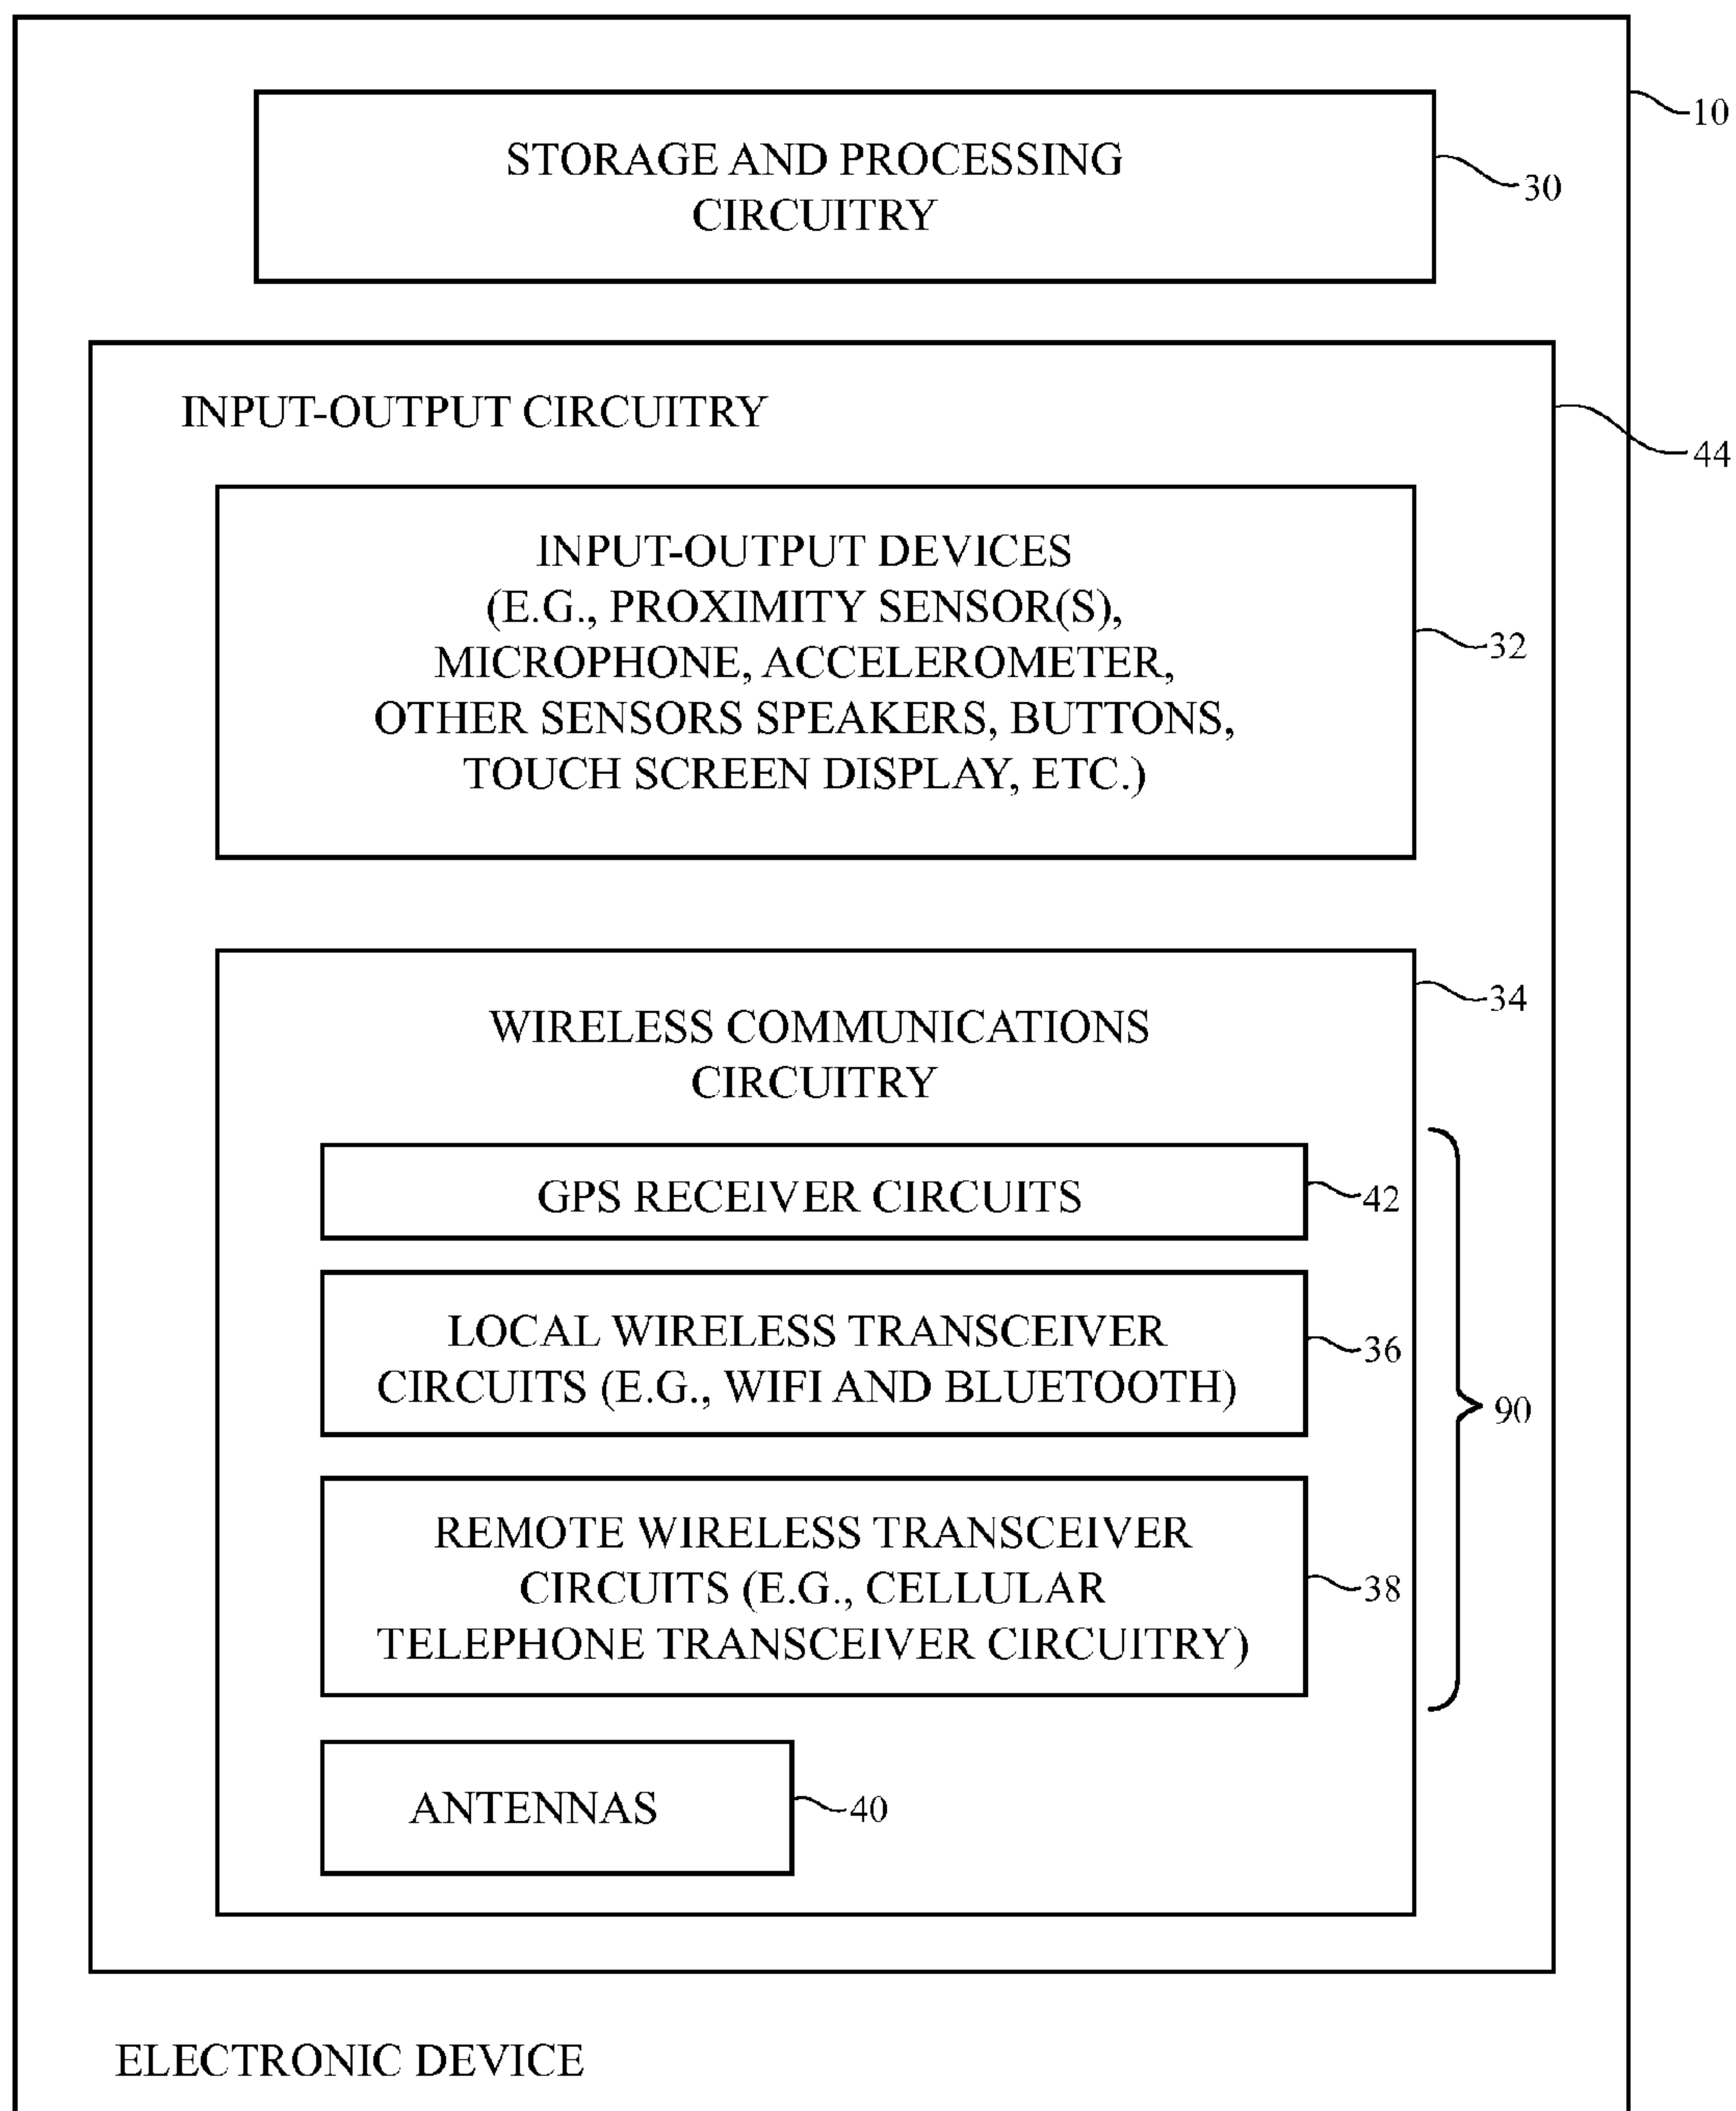 10
STORAGE AND PROCESSING
CIRCUITRY
30
INPUT-OUTPUT CIRCUITRY
44
INPUT-OUTPUT DEVICES
(E.G., PROXIMITY SENSOR(S),
MICROPHONE, ACCELEROMETER,
OTHER SENSORS SPEAKERS, BUTTONS,
TOUCH SCREEN DISPLAY, ETC.)
32
34
WIRELESS COMMUNICATIONS
CIRCUITRY
GPS RECEIVER CIRCUITS
42
LOCAL WIRELESS TRANSCEIVER
CIRCUITS (E.G., WIFI AND BLUETOOTH)
36
90
REMOTE WIRELESS TRANSCEIVER
CIRCUITS (E.G., CELLULAR
TELEPHONE TRANSCEIVER CIRCUITRY)
38
ANTENNAS
40
ELECTRONIC DEVICE